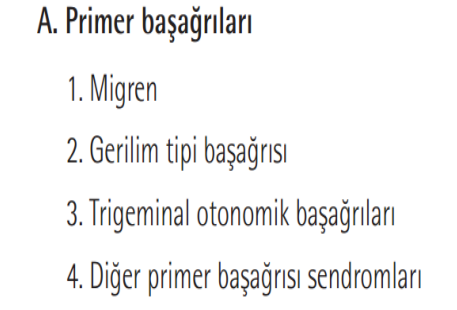 A. Primer başağrıları
1. Migren
2. Gerilim tipi başağrısı
3. Trigeminal otonomik başağrıları
4. Diğer primer başağrısı sendromları